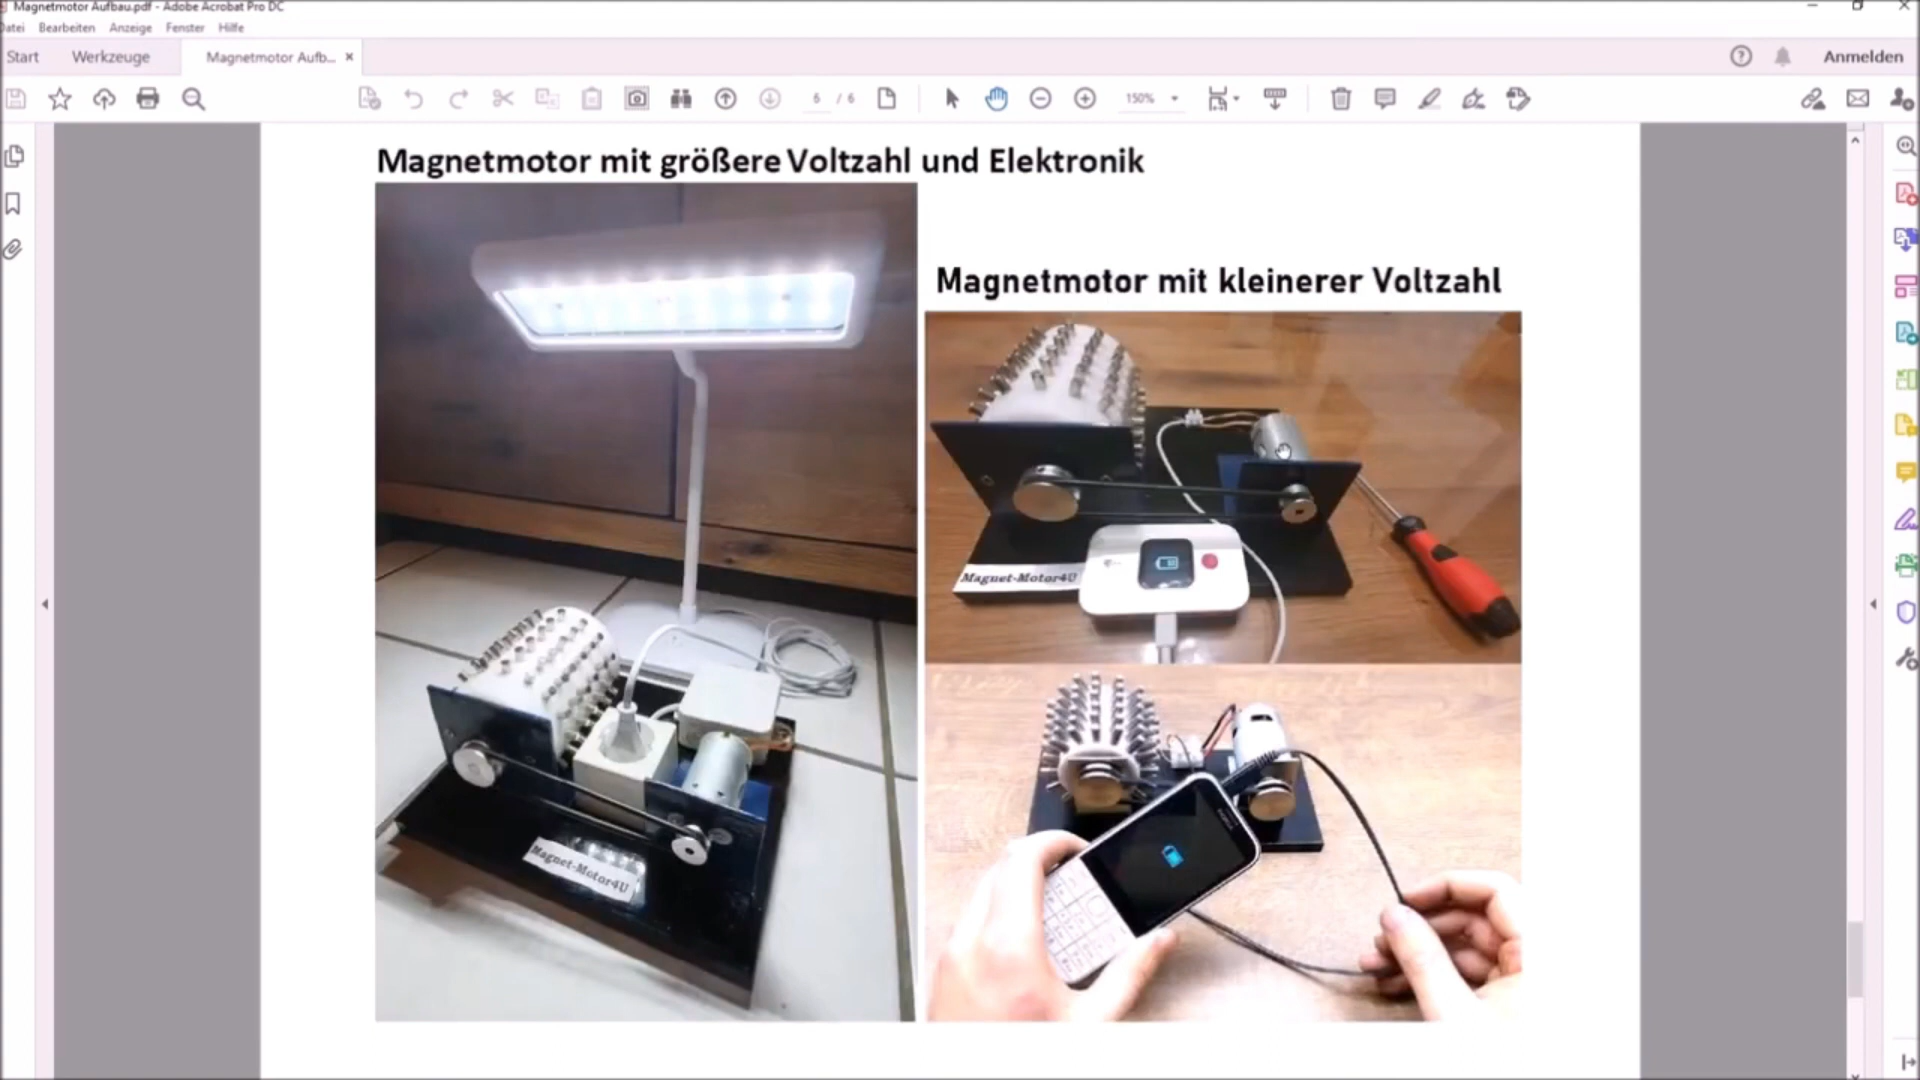 Magnetmotor Aufbau.pdf - Adobe Acrobat Pro DC
Datei Bearbeiten Anzeige Fenster Hilfe
Start Werkzeuge Magnetmotor Aufb... × Anmelden
6 / 6 150%
Magnetmotor mit größere Voltzahl und Elektronik
Magnetmotor mit kleinerer Voltzahl
Magnet-Motor4U
Magnet-Motor4U